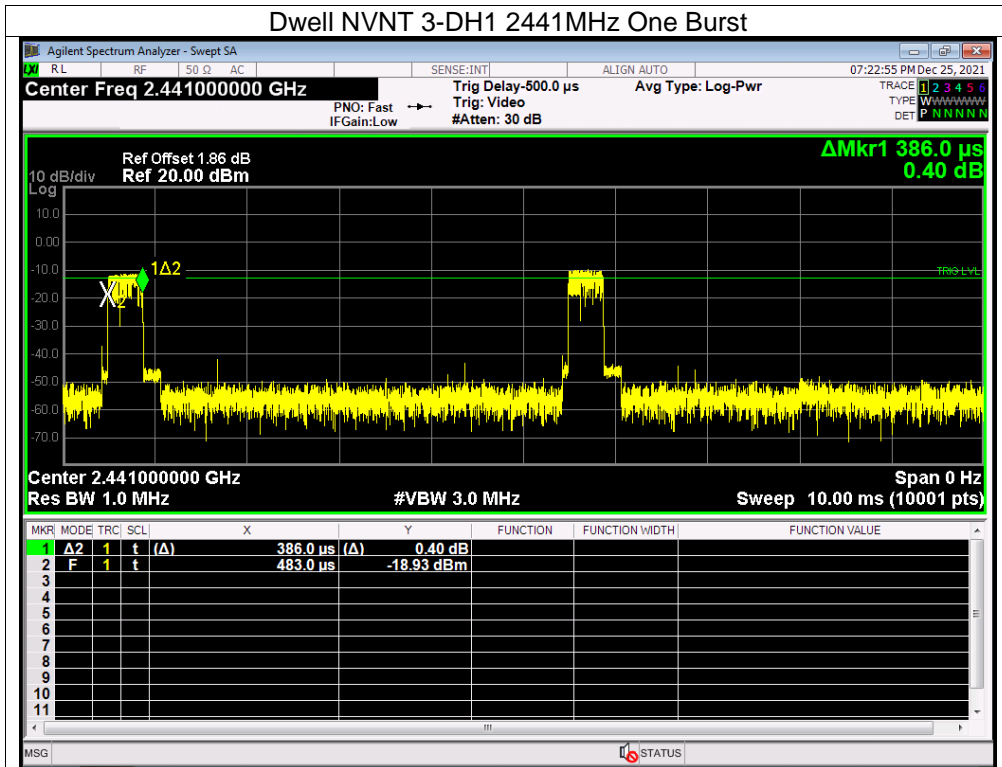 Dwell NVNT 3-DH1 2441MHz One Burst
Agilent Spectrum Analyzer - Swept SA
LXI RL RF 50 Ω AC SENSE:INT ALIGN AUTO 07:22:55 PM Dec 25, 2021
Center Freq 2.441000000 GHz Trig Delay-500.0 µs Avg Type: Log-Pwr TRACE 1 2 3 4 5 6
PNO: Fast Trig: Video TYPE WWWWWW
IFGain:Low #Atten: 30 dB DET P N N N N N
ΔMkr1 386.0 µs
0.40 dB
Ref Offset 1.86 dB
10 dB/div Ref 20.00 dBm
Log
10.0
0.00
-10.0 1Δ2 TRIG LVL
-20.0 2
-30.0
-40.0
-50.0
-60.0
-70.0
Center 2.441000000 GHz Span 0 Hz
Res BW 1.0 MHz #VBW 3.0 MHz Sweep 10.00 ms (10001 pts)
MKR MODE TRC SCL X Y FUNCTION FUNCTION WIDTH FUNCTION VALUE
1 Δ2 1 t (Δ) 386.0 µs (Δ) 0.40 dB
2 F 1 t 483.0 µs -18.93 dBm
3
4
5
6
7
8
9
10
11
MSG STATUS